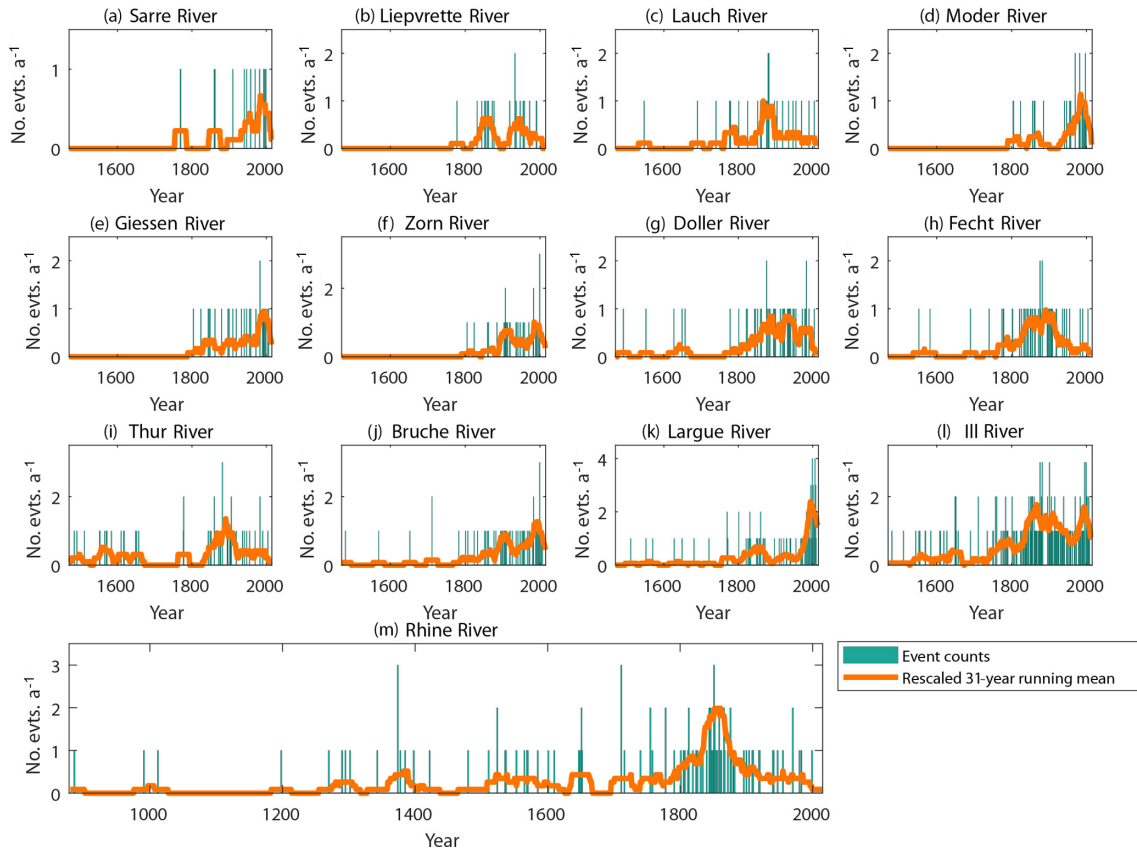 (a) Sarre River (b) Liepvrette River (c) Lauch River (d) Moder River
No. evts. a⁻¹ No. evts. a⁻¹ No. evts. a⁻¹ No. evts. a⁻¹
1 2 2 2
1 1 1
0 0 0 0
1600 1800 2000 1600 1800 2000 1600 1800 2000 1600 1800 2000
Year Year Year Year
(e) Giessen River (f) Zorn River (g) Doller River (h) Fecht River
No. evts. a⁻¹ No. evts. a⁻¹ No. evts. a⁻¹ No. evts. a⁻¹
2 2 2
2
1 1 1
1
0 0 0 0
1600 1800 2000 1600 1800 2000 1600 1800 2000 1600 1800 2000
Year Year Year Year
(i) Thur River (j) Bruche River (k) Largue River (l) Ill River
No. evts. a⁻¹ No. evts. a⁻¹ No. evts. a⁻¹ No. evts. a⁻¹
4
2 2 2 2
0 0 0 0
1600 1800 2000 1600 1800 2000 1600 1800 2000 1600 1800 2000
Year Year Year Year
(m) Rhine River
No. evts. a⁻¹
3
2
1
0
1000 1200 1400 1600 1800 2000
Year
Event counts
Rescaled 31-year running mean